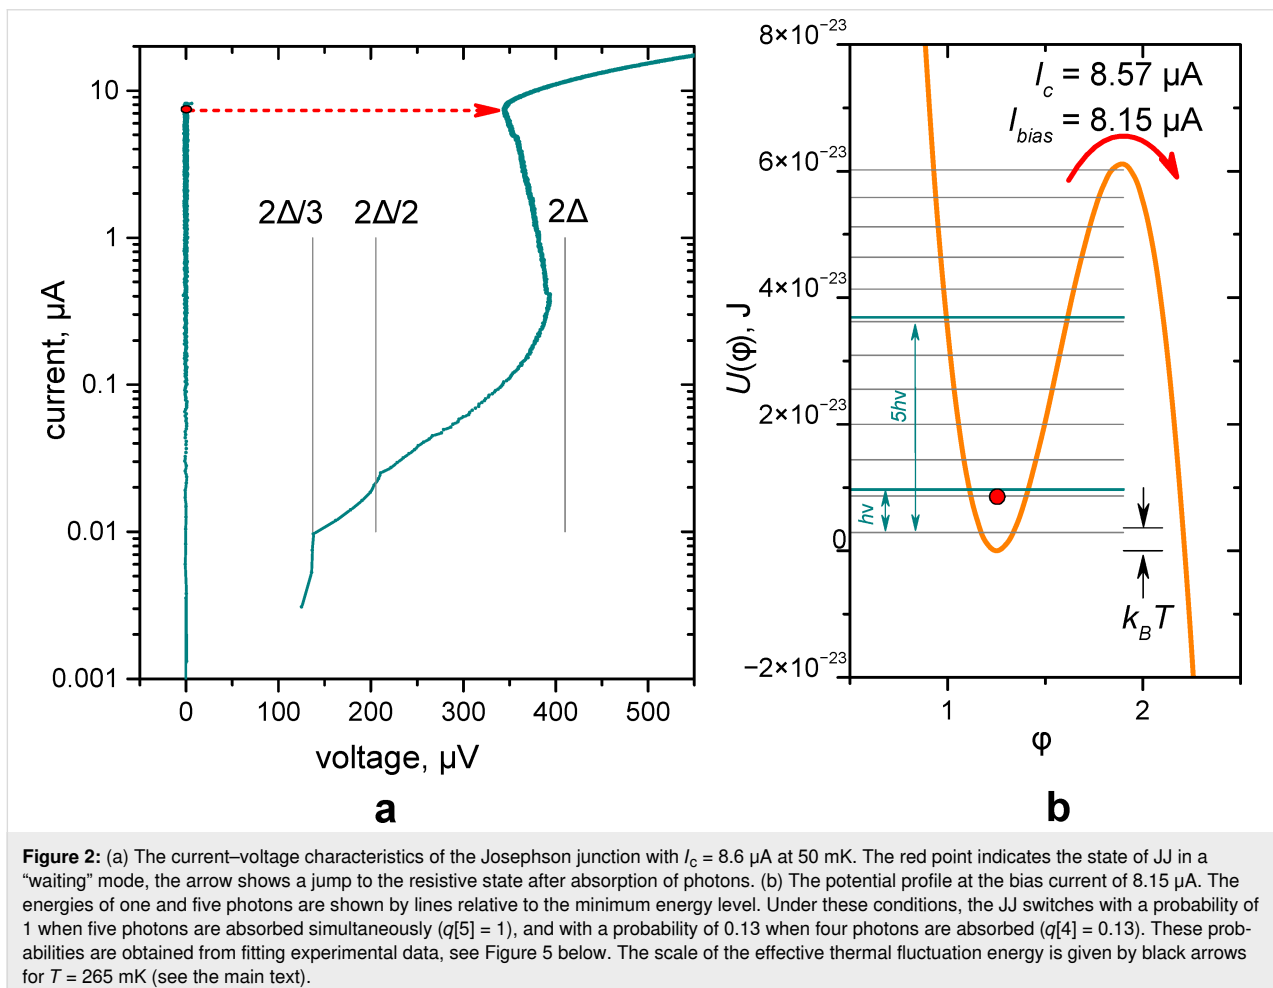 10
1
0.1
0.01
0.001
current, µA
0
100
200
300
400
500
voltage, µV
2Δ/3
2Δ/2
2Δ
a
8×10−23
6×10−23
4×10−23
2×10−23
0
−2×10−23
U(φ), J
Ic = 8.57 µA
Ibias = 8.15 µA
5hν
hν
kBT
1
2
φ
b
Figure 2: (a) The current–voltage characteristics of the Josephson junction with Ic = 8.6 µA at 50 mK. The red point indicates the state of JJ in a
“waiting” mode, the arrow shows a jump to the resistive state after absorption of photons. (b) The potential profile at the bias current of 8.15 µA. The
energies of one and five photons are shown by lines relative to the minimum energy level. Under these conditions, the JJ switches with a probability of
1 when five photons are absorbed simultaneously (q[5] = 1), and with a probability of 0.13 when four photons are absorbed (q[4] = 0.13). These prob-
abilities are obtained from fitting experimental data, see Figure 5 below. The scale of the effective thermal fluctuation energy is given by black arrows
for T = 265 mK (see the main text).